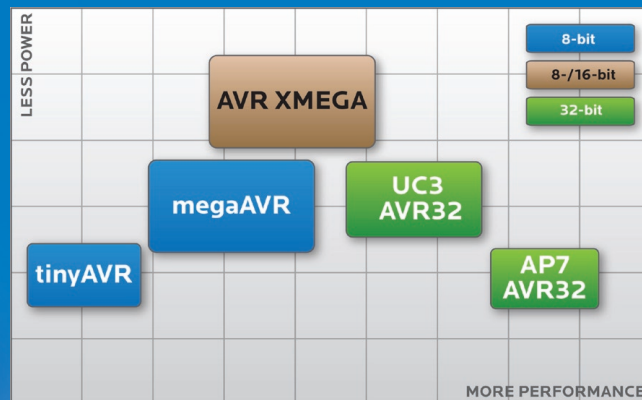 LESS POWER
8-bit
8-/16-bit
32-bit
AVR XMEGA
megaAVR
UC3
AVR32
tinyAVR
AP7
AVR32
MORE PERFORMANCE